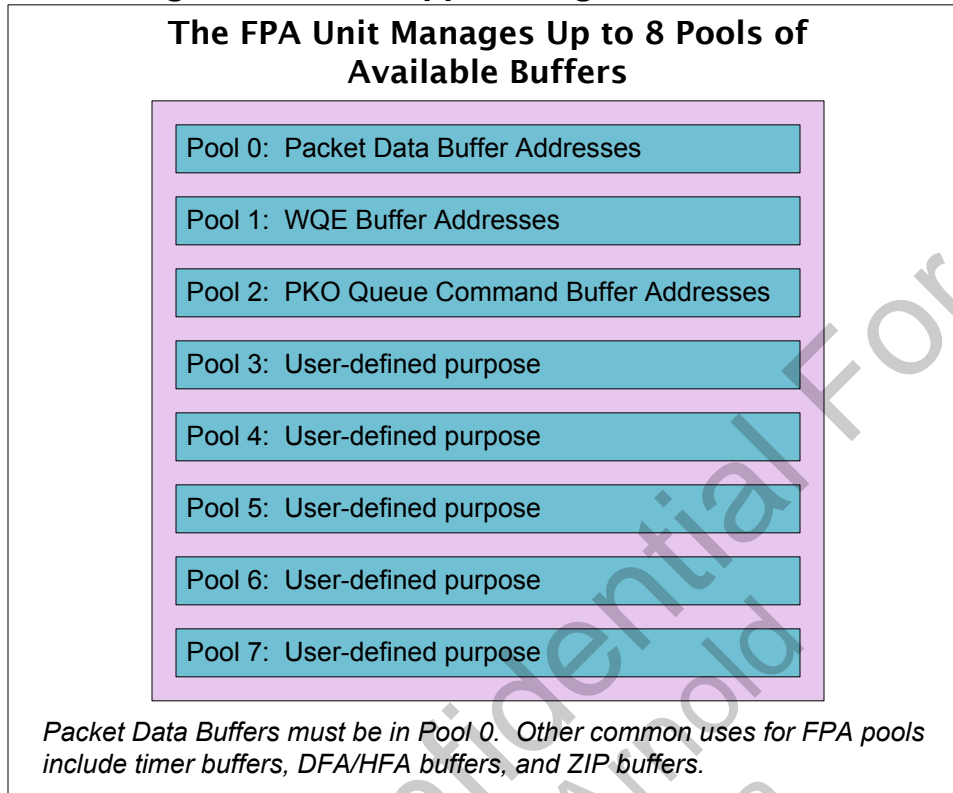 The FPA Unit Manages Up to 8 Pools of
Available Buffers
Pool 0: Packet Data Buffer Addresses
Pool 1: WQE Buffer Addresses
Pool 2: PKO Queue Command Buffer Addresses
Pool 3: User-defined purpose
Pool 4: User-defined purpose
Pool 5: User-defined purpose
Pool 6: User-defined purpose
Pool 7: User-defined purpose
Packet Data Buffers must be in Pool 0. Other common uses for FPA pools
include timer buffers, DFA/HFA buffers, and ZIP buffers.